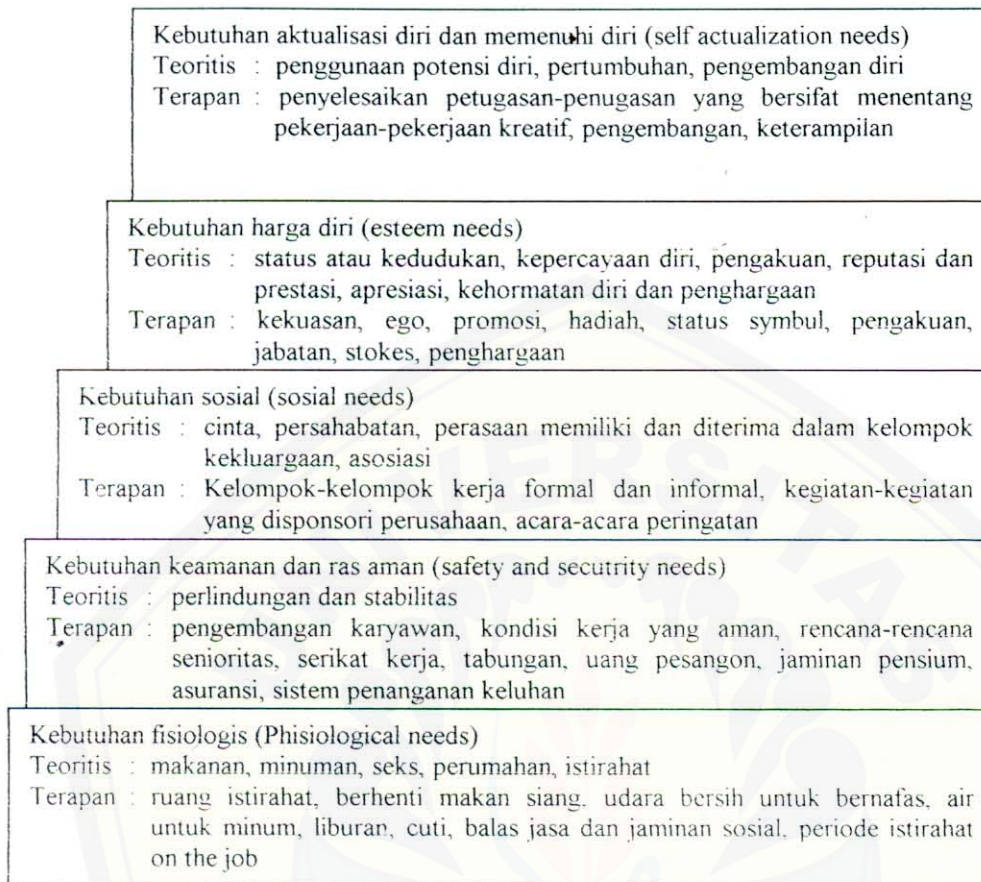 Kebutuhan aktualisasi diri dan memenuhi diri (self actualization needs)
Teoritis : penggunaan potensi diri, pertumbuhan, pengembangan diri
Terapan : penyelesaikan petugasan-penugasan yang bersifat menentang
pekerjaan-pekerjaan kreatif, pengembangan, keterampilan
Kebutuhan harga diri (esteem needs)
Teoritis : status atau kedudukan, kepercayaan diri, pengakuan, reputasi dan
prestasi, apresiasi, kehormatan diri dan penghargaan
Terapan : kekuasan, ego, promosi, hadiah, status symbul, pengakuan,
jabatan, stokes, penghargaan
Kebutuhan sosial (sosial needs)
Teoritis : cinta, persahabatan, perasaan memiliki dan diterima dalam kelompok
kekluargaan, asosiasi
Terapan : Kelompok-kelompok kerja formal dan informal, kegiatan-kegiatan
yang disponsori perusahaan, acara-acara peringatan
Kebutuhan keamanan dan ras aman (safety and secutrity needs)
Teoritis : perlindungan dan stabilitas
Terapan : pengembangan karyawan, kondisi kerja yang aman, rencana-rencana
senioritas, serikat kerja, tabungan, uang pesangon, jaminan pensium,
asuransi, sistem penanganan keluhan
Kebutuhan fisiologis (Phisiological needs)
Teoritis : makanan, minuman, seks, perumahan, istirahat
Terapan : ruang istirahat, berhenti makan siang, udara bersih untuk bernafas, air
untuk minum, liburan, cuti, balas jasa dan jaminan sosial, periode istirahat
on the job
UNIVERSITAS